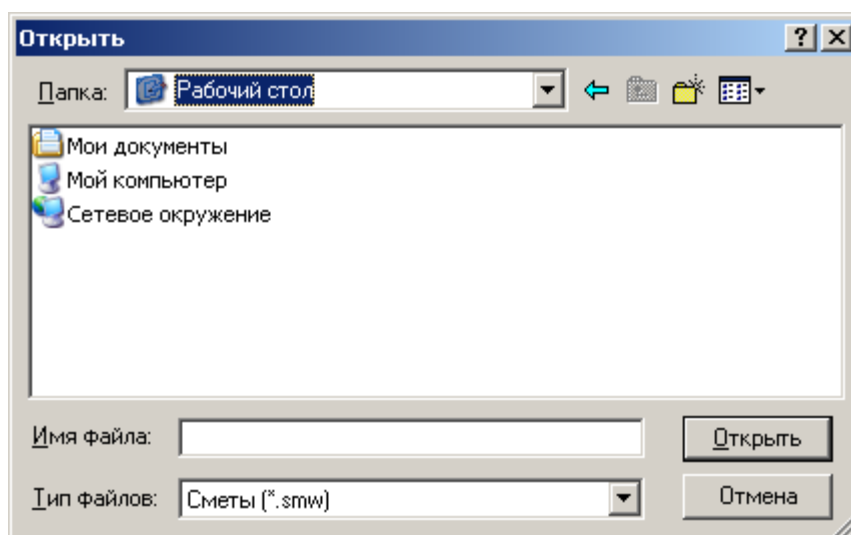 Открыть
Папка: Рабочий стол
Мои документы
Мой компьютер
Сетевое окружение
Имя файла:
Открыть
Тип файлов: Сметы (*.smw)
Отмена